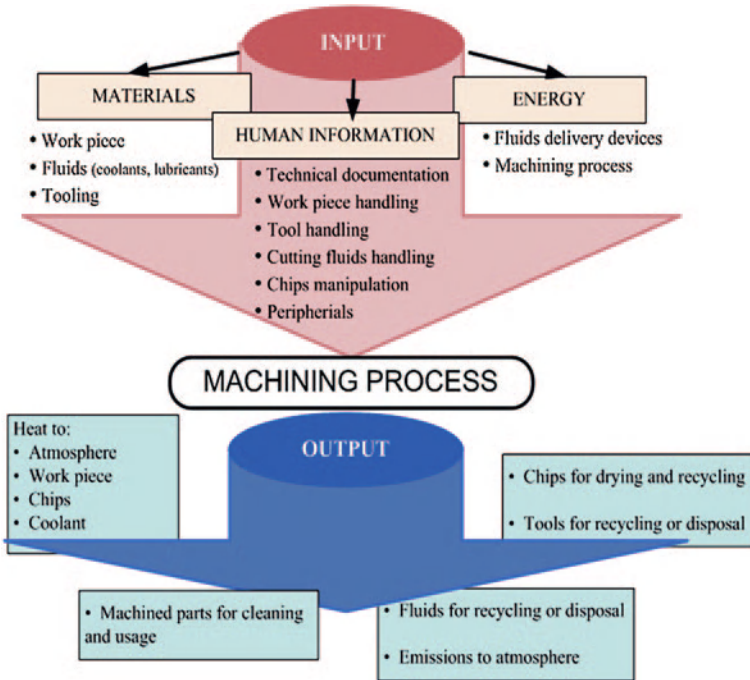 INPUT
MATERIALS
• Work piece
• Fluids (coolants, lubricants)
• Tooling
HUMAN INFORMATION
• Technical documentation
• Work piece handling
• Tool handling
• Cutting fluids handling
• Chips manipulation
• Peripherials
ENERGY
• Fluids delivery devices
• Machining process
MACHINING PROCESS
OUTPUT
Heat to:
• Atmosphere
• Work piece
• Chips
• Coolant
• Chips for drying and recycling
• Tools for recycling or disposal
• Machined parts for cleaning
and usage
• Fluids for recycling or disposal
• Emissions to atmosphere